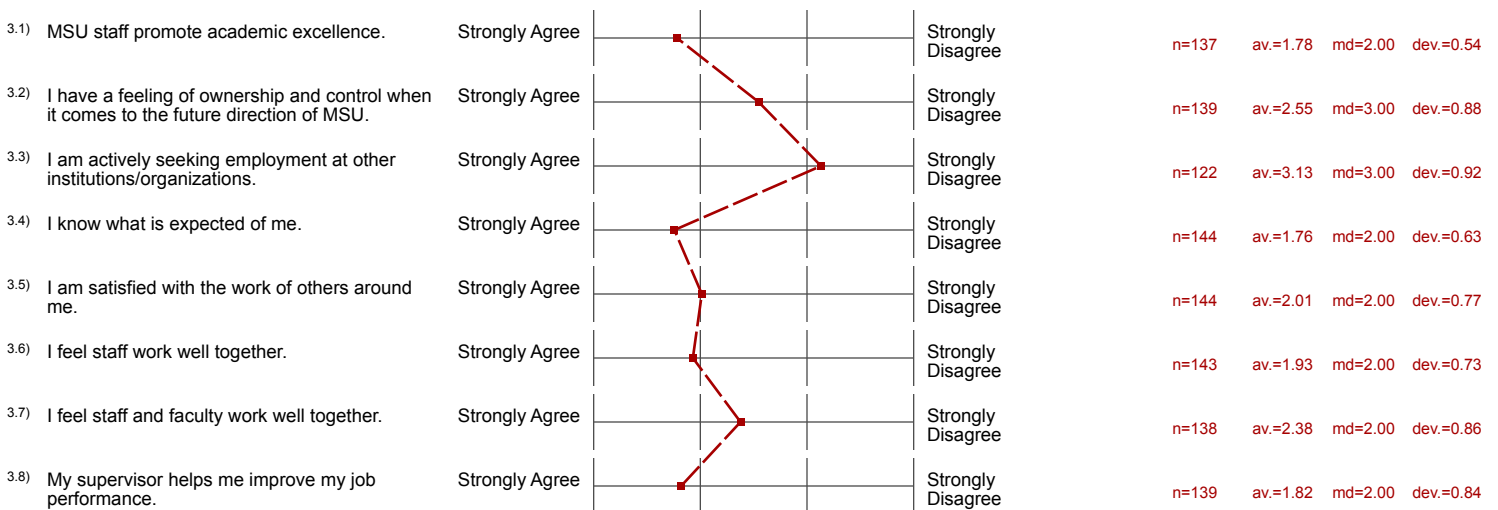 3.1) MSU staff promote academic excellence. Strongly Agree Strongly Disagree n=137 av.=1.78 md=2.00 dev.=0.54
3.2) I have a feeling of ownership and control when
it comes to the future direction of MSU. Strongly Agree Strongly Disagree n=139 av.=2.55 md=3.00 dev.=0.88
3.3) I am actively seeking employment at other
institutions/organizations. Strongly Agree Strongly Disagree n=122 av.=3.13 md=3.00 dev.=0.92
3.4) I know what is expected of me. Strongly Agree Strongly Disagree n=144 av.=1.76 md=2.00 dev.=0.63
3.5) I am satisfied with the work of others around
me. Strongly Agree Strongly Disagree n=144 av.=2.01 md=2.00 dev.=0.77
3.6) I feel staff work well together. Strongly Agree Strongly Disagree n=143 av.=1.93 md=2.00 dev.=0.73
3.7) I feel staff and faculty work well together. Strongly Agree Strongly Disagree n=138 av.=2.38 md=2.00 dev.=0.86
3.8) My supervisor helps me improve my job
performance. Strongly Agree Strongly Disagree n=139 av.=1.82 md=2.00 dev.=0.84